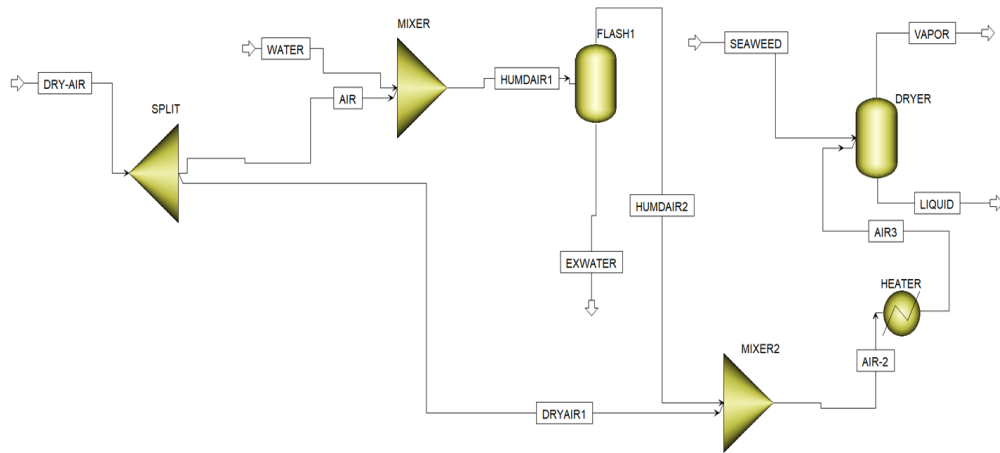 MIXER
FLASH1
WATER
SEAWEED
VAPOR
DRY-AIR
HUMDAIR1
AIR
SPLIT
DRYER
HUMDAIR2
LIQUID
AIR3
EXWATER
HEATER
MIXER2
AIR-2
DRYAIR1